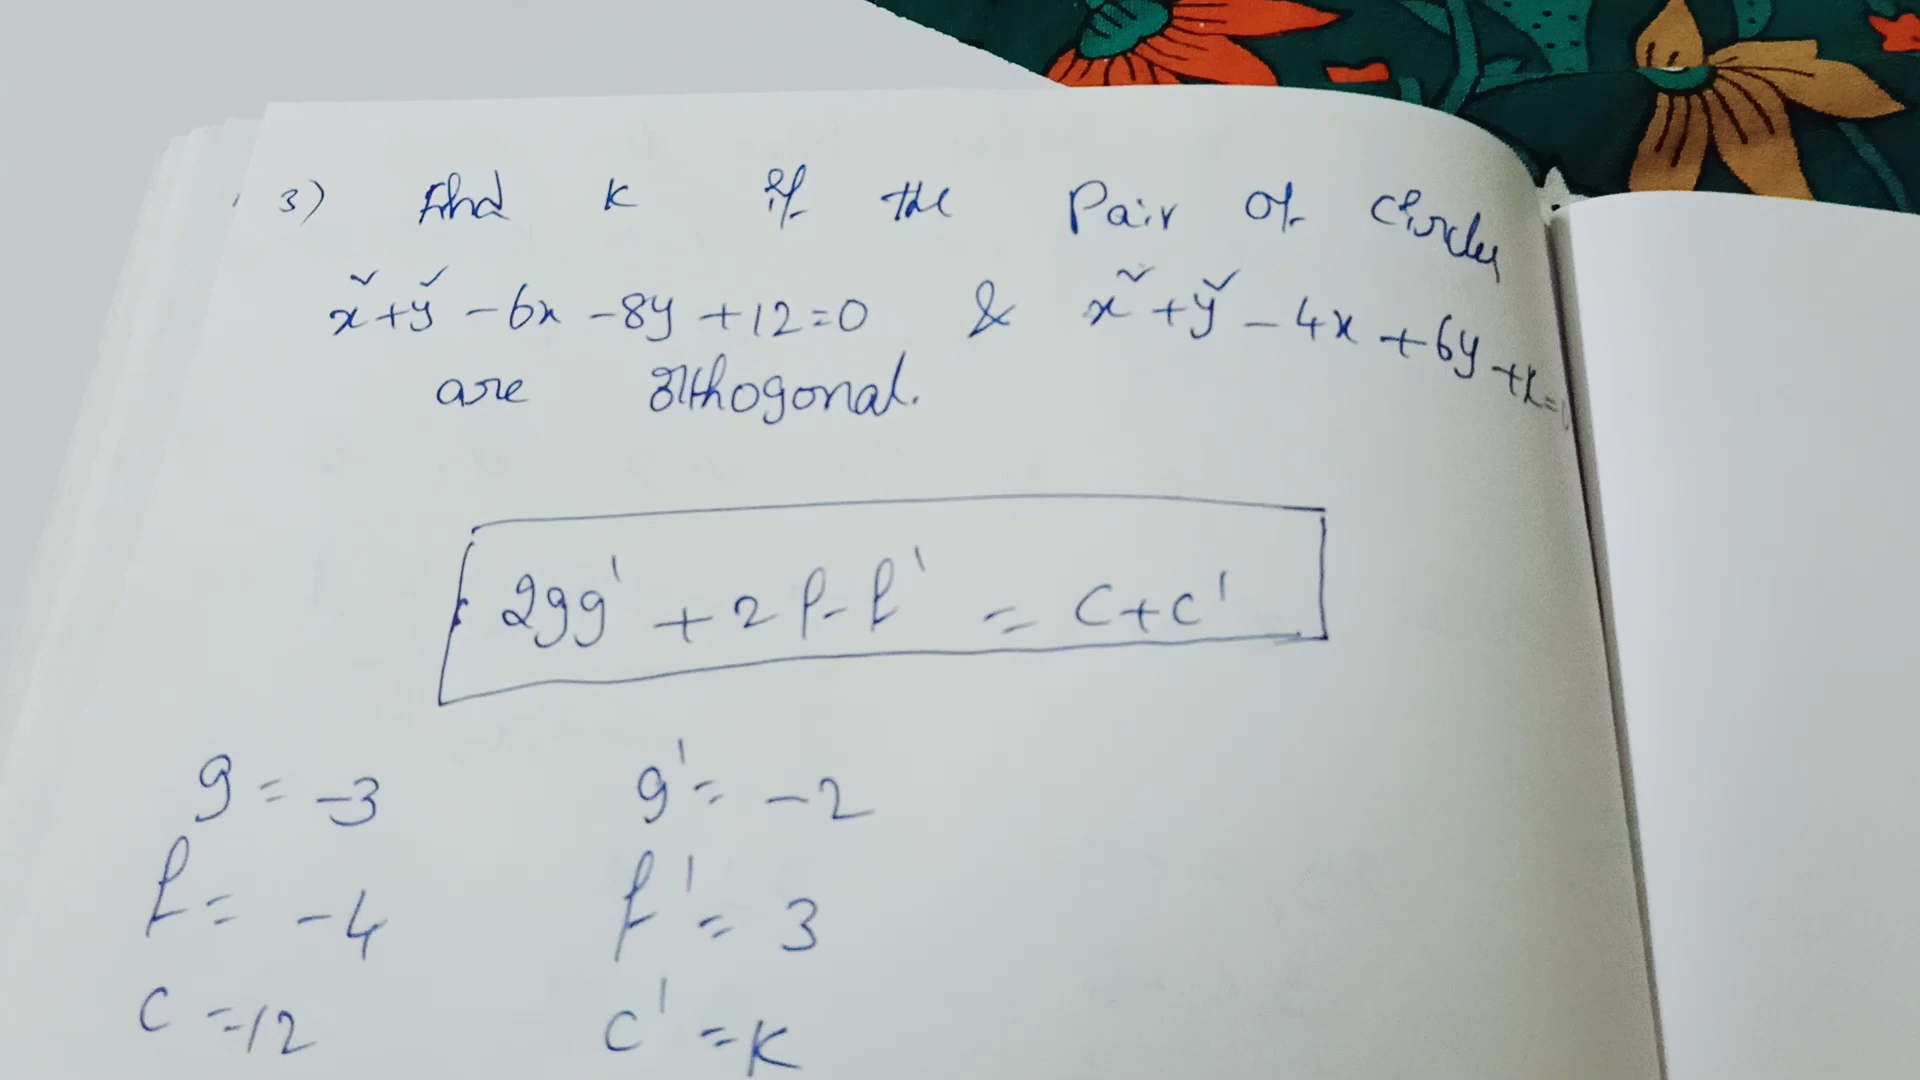 3) Find K if the Pair of Circles
x²+y² -6x -8y +12=0 & x²+y² -4x +6y +K=0
are orthogonal.
2gg' + 2ff' = c+c'
g = -3 g' = -2
f = -4 f' = 3
c = 12 c' = K